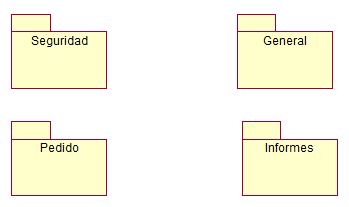 Seguridad
General
Pedido
Informes